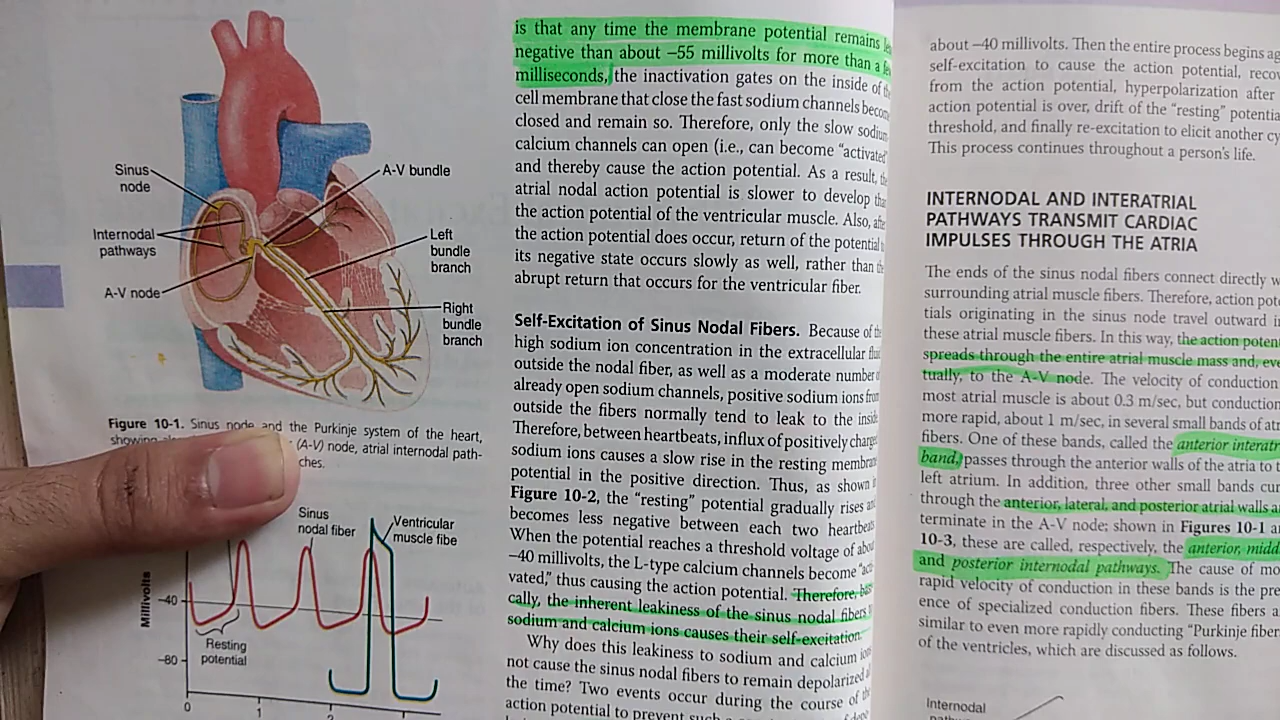 Sinus
node
Internodal
pathways
A-V node
A-V bundle
Left
bundle
branch
Right
bundle
branch
Figure 10-1. Sinus node and the Purkinje system of the heart,
showing (A-V) node, atrial internodal path-
ches.
Sinus
nodal fiber
Ventricular
muscle fibe
Millivolts
–40
–80
Resting
potential
0
1
2
is that any time the membrane potential remains
negative than about –55 millivolts for more than a
milliseconds, the inactivation gates on the inside of
cell membrane that close the fast sodium channels becom
closed and remain so. Therefore, only the slow sodium
calcium channels can open (i.e., can become “activated”
and thereby cause the action potential. As a result,
atrial nodal action potential is slower to develop
the action potential of the ventricular muscle. Also,
the action potential does occur, return of the potential
its negative state occurs slowly as well, rather than
abrupt return that occurs for the ventricular fiber.
Self-Excitation of Sinus Nodal Fibers. Because of
high sodium ion concentration in the extracellular
outside the nodal fiber, as well as a moderate number
already open sodium channels, positive sodium ions from
outside the fibers normally tend to leak to the inside.
Therefore, between heartbeats, influx of positively charged
sodium ions causes a slow rise in the resting membrane
potential in the positive direction. Thus, as shown
Figure 10-2, the “resting” potential gradually rises and
becomes less negative between each two heartbeats
When the potential reaches a threshold voltage of about
–40 millivolts, the L-type calcium channels become “acti-
vated,” thus causing the action potential. Therefore,
cally, the inherent leakiness of the sinus nodal fibers
sodium and calcium ions causes their self-excitation.
Why does this leakiness to sodium and calcium
not cause the sinus nodal fibers to remain depolarized
the time? Two events occur during the course of
action potential to prevent such a
about –40 millivolts. Then the entire process begins ag
self-excitation to cause the action potential, reco
from the action potential, hyperpolarization after
action potential is over, drift of the “resting” potentia
threshold, and finally re-excitation to elicit another cy
This process continues throughout a person’s life.
INTERNODAL AND INTERATRIAL
PATHWAYS TRANSMIT CARDIAC
IMPULSES THROUGH THE ATRIA
The ends of the sinus nodal fibers connect directly w
surrounding atrial muscle fibers. Therefore, action pot
tials originating in the sinus node travel outward i
these atrial muscle fibers. In this way, the action potent
spreads through the entire atrial muscle mass and, eve
tually, to the A-V node. The velocity of conduction
most atrial muscle is about 0.3 m/sec, but conduction
more rapid, about 1 m/sec, in several small bands of atr
fibers. One of these bands, called the anterior interatr
band, passes through the anterior walls of the atria to t
left atrium. In addition, three other small bands cur
through the anterior, lateral, and posterior atrial walls a
terminate in the A-V node; shown in Figures 10-1 a
10-3, these are called, respectively, the anterior, midd
and posterior internodal pathways. The cause of mo
rapid velocity of conduction in these bands is the pre
ence of specialized conduction fibers. These fibers a
similar to even more rapidly conducting “Purkinje fiber
of the ventricles, which are discussed as follows.
Internodal